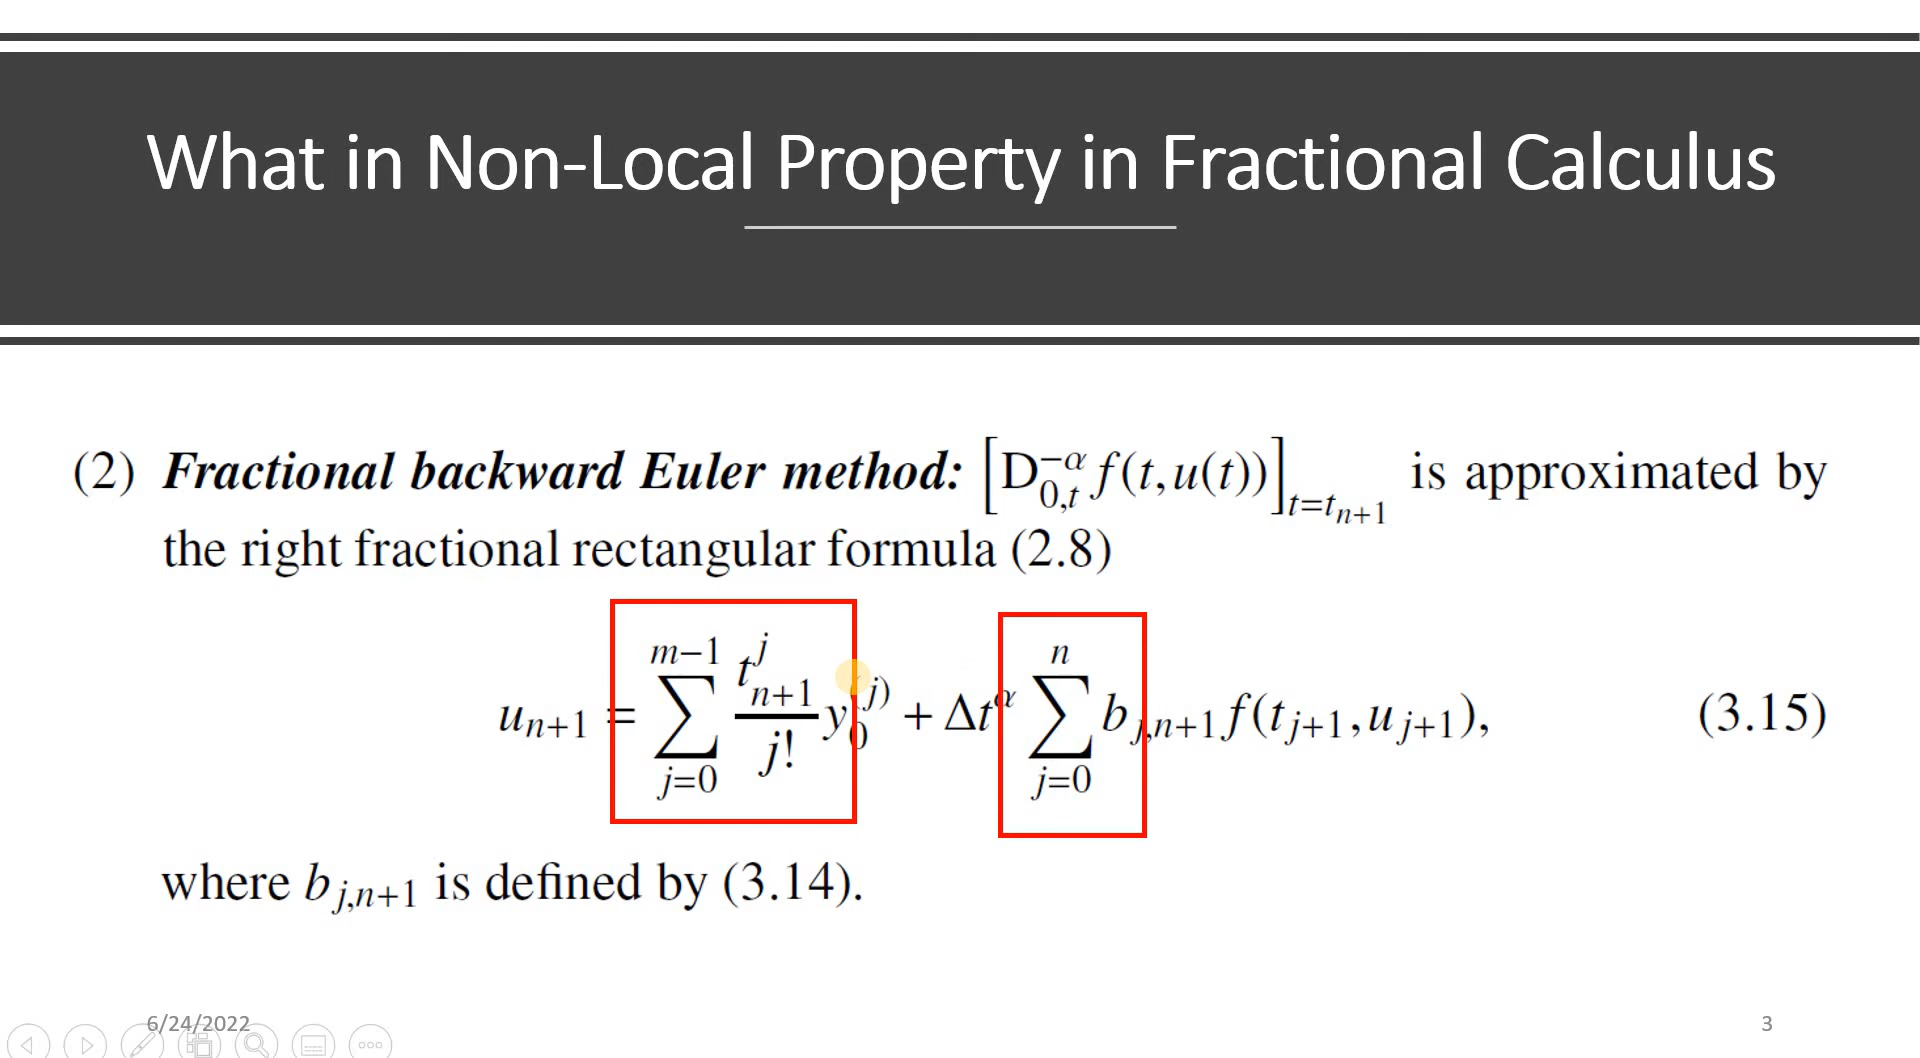 What in Non-Local Property in Fractional Calculus
(2) Fractional backward Euler method: [D_{0,t}^{−α} f(t,u(t))]_{t=t_{n+1}} is approximated by
the right fractional rectangular formula (2.8)
u_{n+1} = ∑_{j=0}^{m−1} \frac{t_{n+1}^{j}}{j!} y_0^{(j)} + Δt^α ∑_{j=0}^{n} b_{j,n+1} f(t_{j+1},u_{j+1}), (3.15)
where b_{j,n+1} is defined by (3.14).
6/24/2022 3